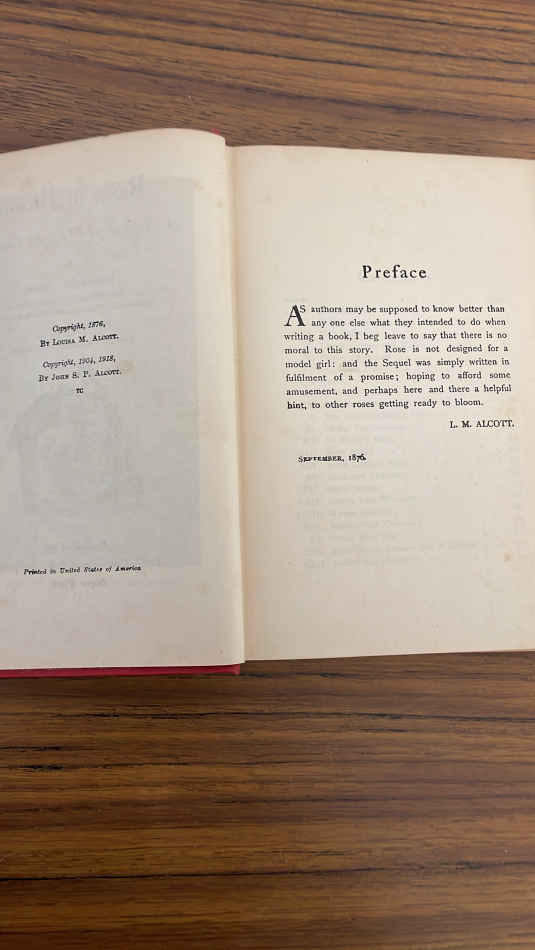 Copyright, 1876,
BY LOUISA M. ALCOTT.
Copyright, 1904, 1918,
BY JOHN S. P. ALCOTT.
TC
Printed in United States of America
Preface
AS authors may be supposed to know better than
any one else what they intended to do when
writing a book, I beg leave to say that there is no
moral to this story. Rose is not designed for a
model girl: and the Sequel was simply written in
fulfilment of a promise; hoping to afford some
amusement, and perhaps here and there a helpful
hint, to other roses getting ready to bloom.
L. M. ALCOTT.
SEPTEMBER, 1876.